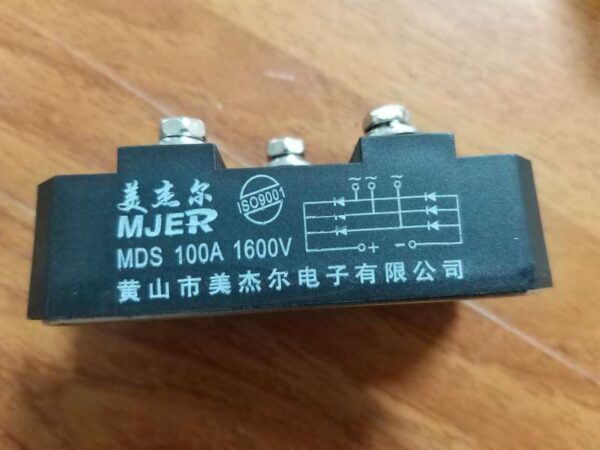 美杰尔
MJER
ISO9001
MDS 100A 1600V
~ ~ ~
+ -
黄山市美杰尔电子有限公司